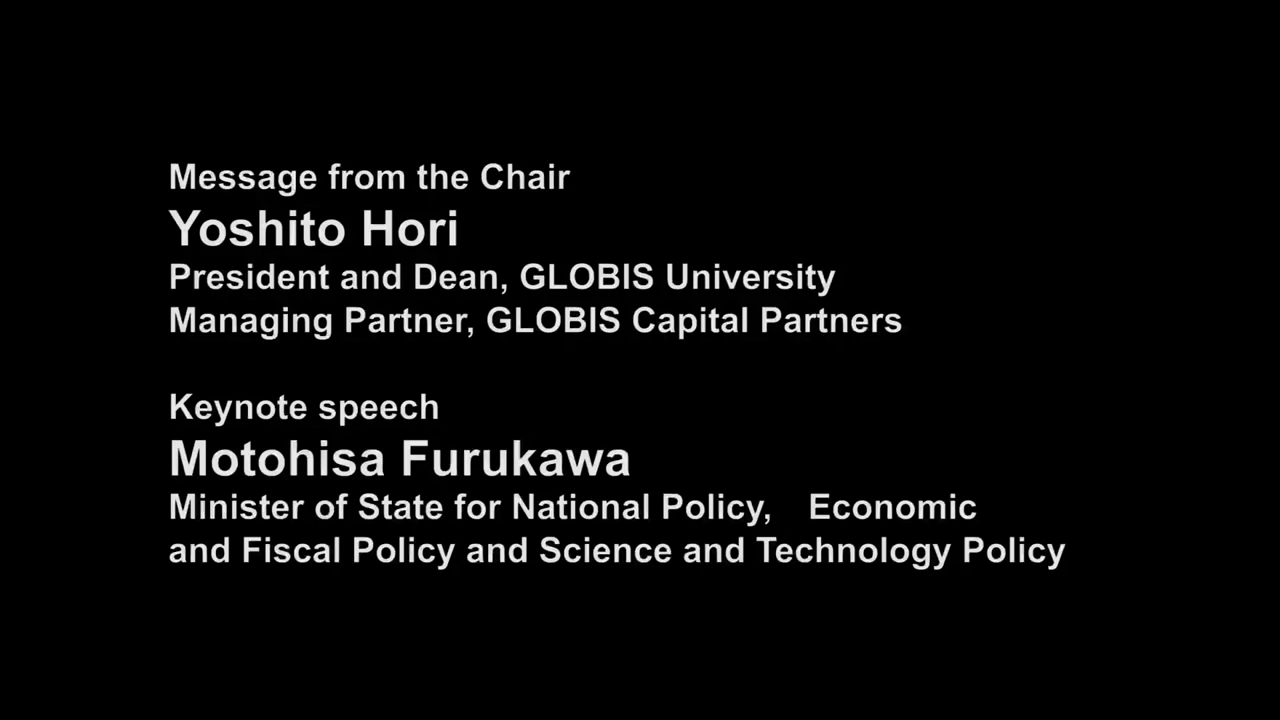 Message from the Chair
Yoshito Hori
President and Dean, GLOBIS University
Managing Partner, GLOBIS Capital Partners
Keynote speech
Motohisa Furukawa
Minister of State for National Policy,　Economic
and Fiscal Policy and Science and Technology Policy